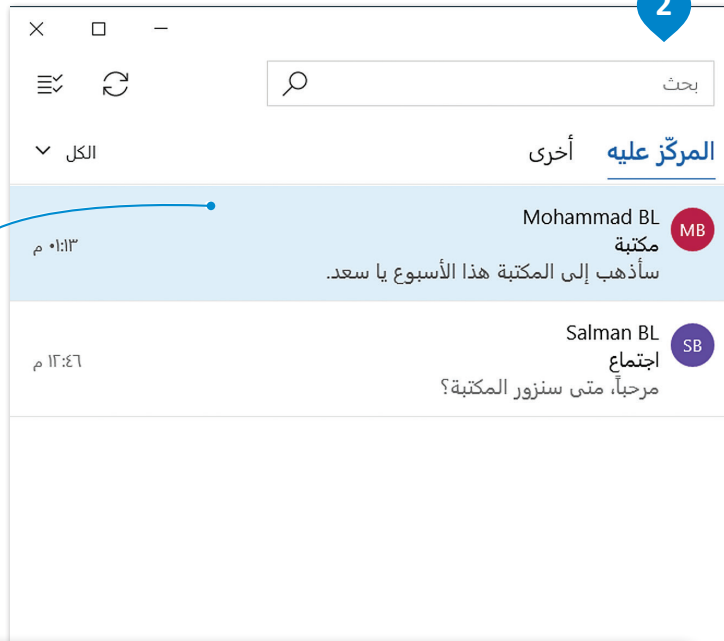 2
بحث
المركّز عليه أخرى الكل
Mohammad BL
MB
مكتبة
٠١:١٣ م
سأذهب إلى المكتبة هذا الأسبوع يا سعد.
Salman BL
SB
اجتماع
١٢:٤٦ م
مرحباً، متى سنزور المكتبة؟